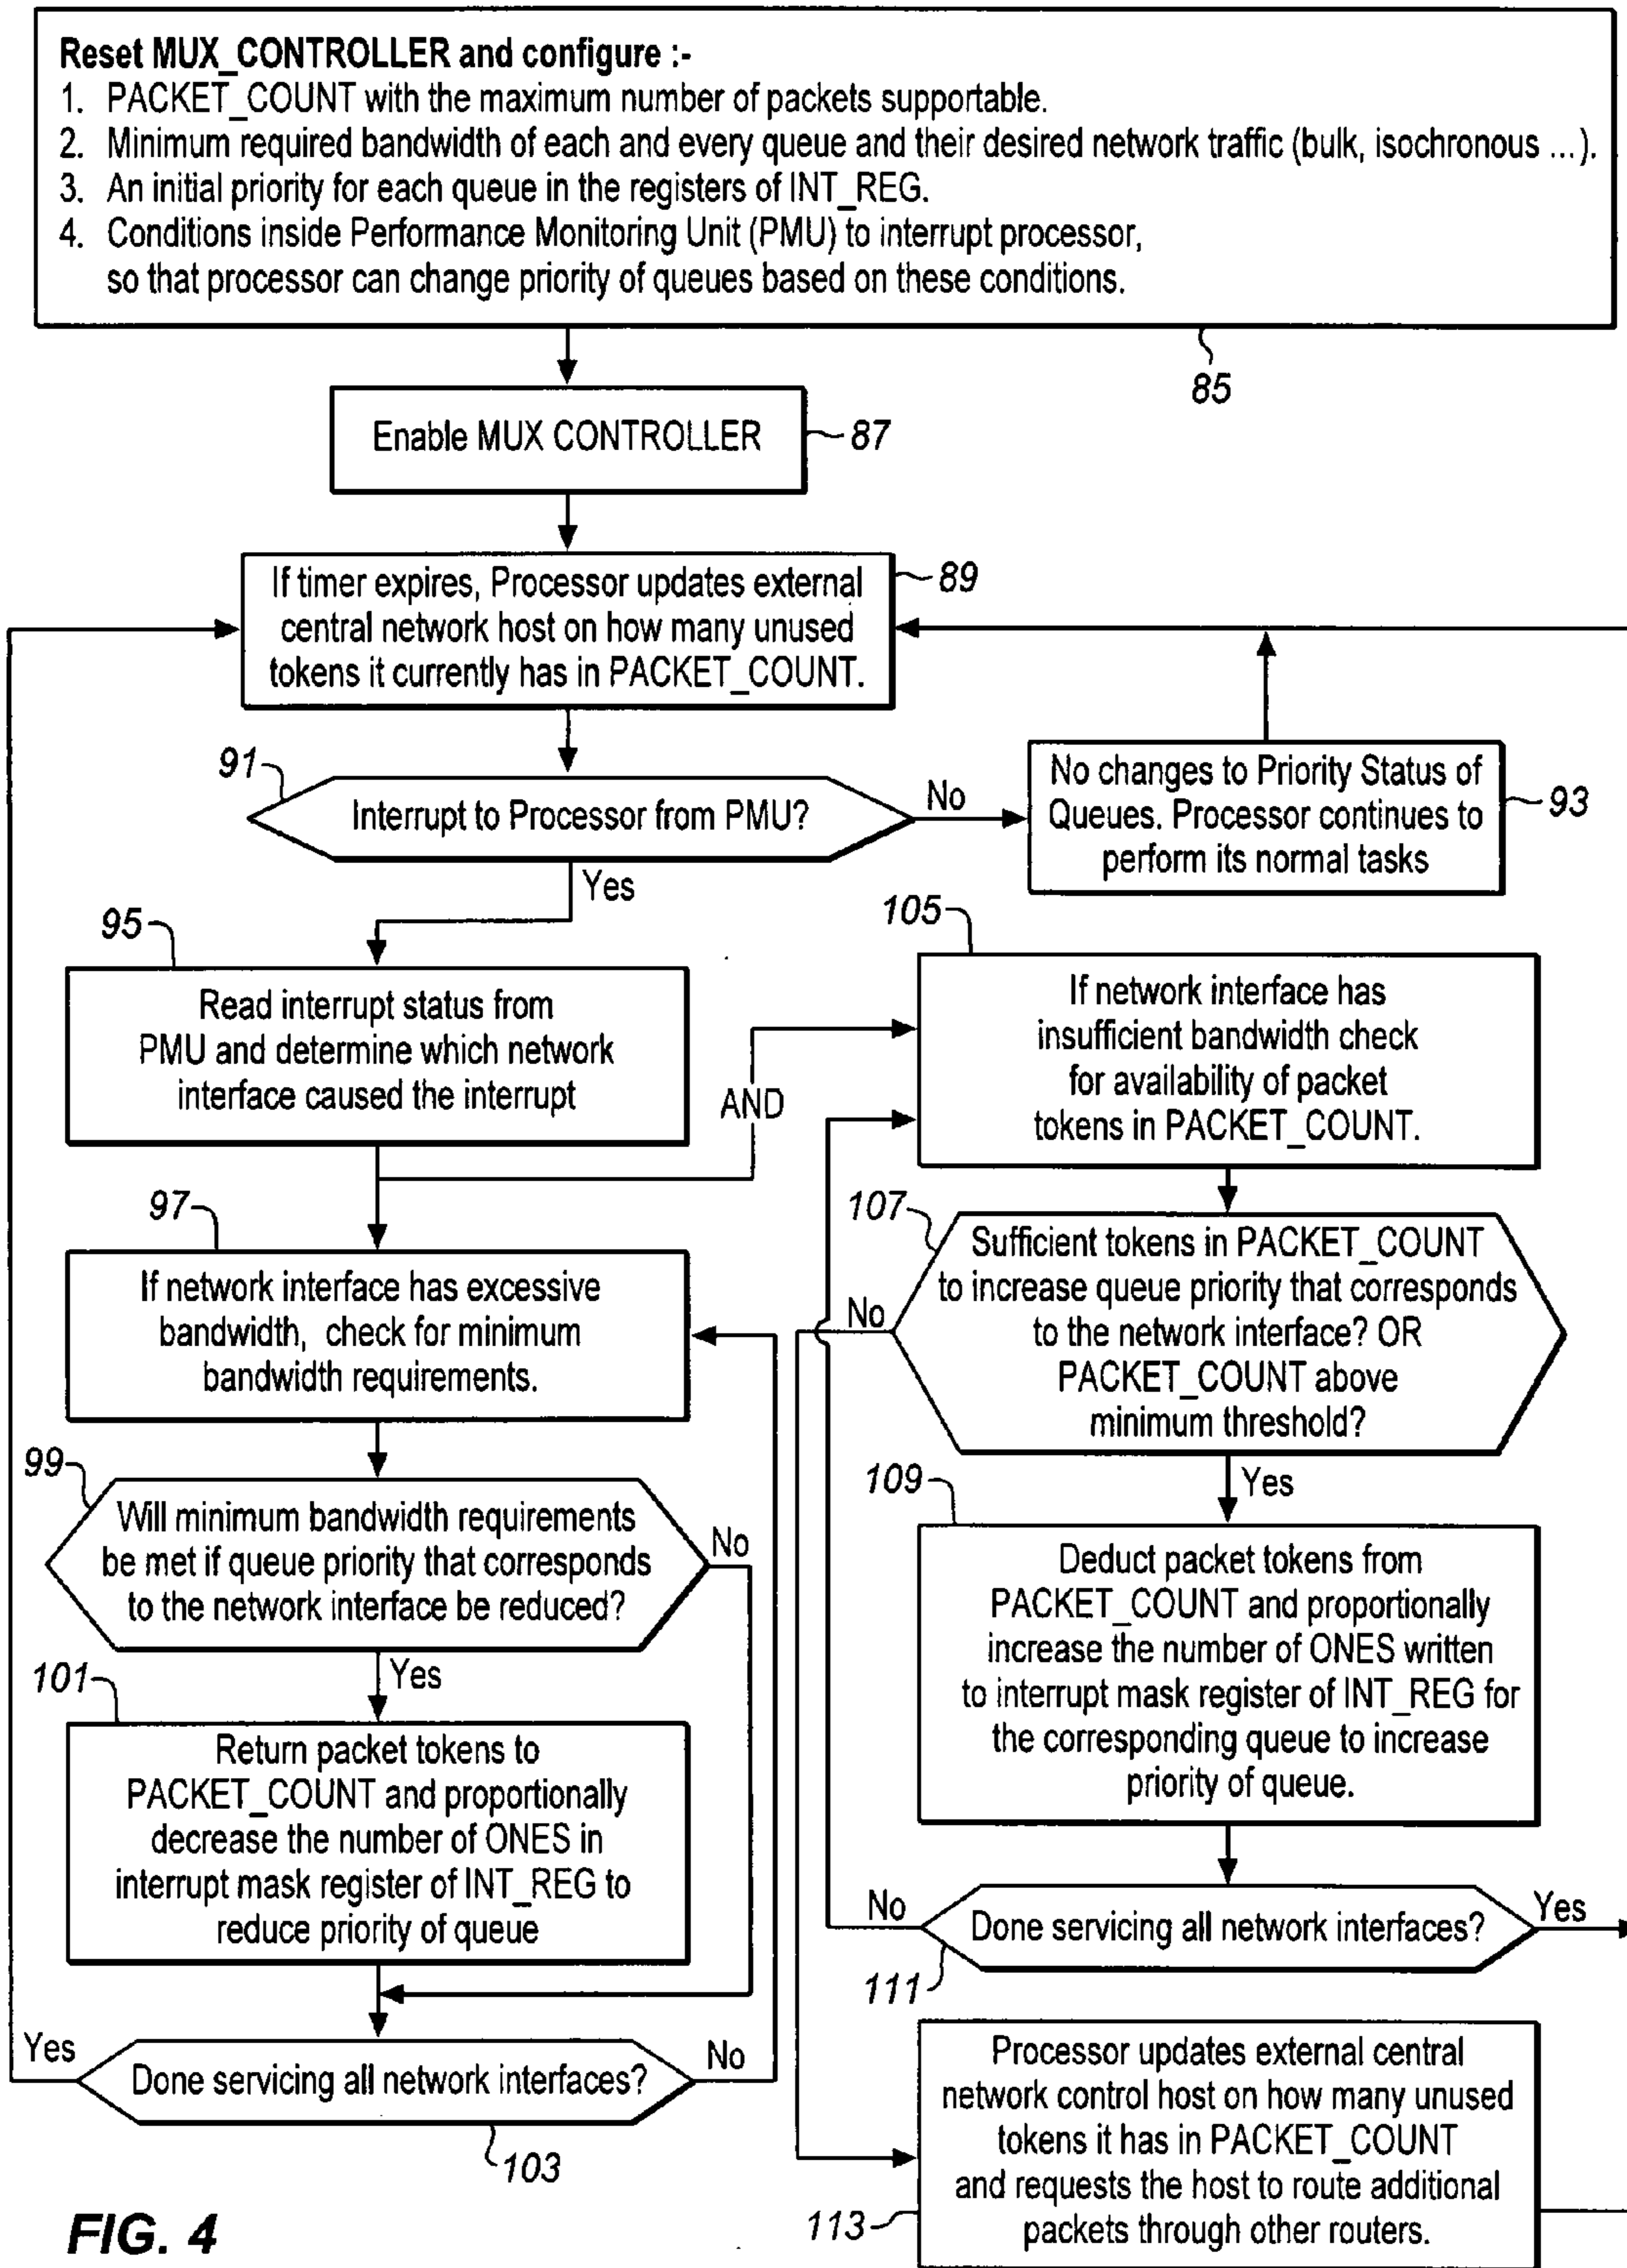 Reset MUX_CONTROLLER and configure :-
1. PACKET_COUNT with the maximum number of packets supportable.
2. Minimum required bandwidth of each and every queue and their desired network traffic (bulk, isochronous ...).
3. An initial priority for each queue in the registers of INT_REG.
4. Conditions inside Performance Monitoring Unit (PMU) to interrupt processor,
so that processor can change priority of queues based on these conditions.
85
Enable MUX CONTROLLER
87
If timer expires, Processor updates external
central network host on how many unused
tokens it currently has in PACKET_COUNT.
89
91
Interrupt to Processor from PMU?
No
Yes
No changes to Priority Status of
Queues. Processor continues to
perform its normal tasks
93
95
Read interrupt status from
PMU and determine which network
interface caused the interrupt
AND
105
If network interface has
insufficient bandwidth check
for availability of packet
tokens in PACKET_COUNT.
97
If network interface has excessive
bandwidth, check for minimum
bandwidth requirements.
107
Sufficient tokens in PACKET_COUNT
to increase queue priority that corresponds
to the network interface? OR
PACKET_COUNT above
minimum threshold?
No
Yes
99
Will minimum bandwidth requirements
be met if queue priority that corresponds
to the network interface be reduced?
No
Yes
109
Deduct packet tokens from
PACKET_COUNT and proportionally
increase the number of ONES written
to interrupt mask register of INT_REG for
the corresponding queue to increase
priority of queue.
101
Return packet tokens to
PACKET_COUNT and proportionally
decrease the number of ONES in
interrupt mask register of INT_REG to
reduce priority of queue
No
Done servicing all network interfaces?
Yes
111
Yes
Done servicing all network interfaces?
No
103
Processor updates external central
network control host on how many unused
tokens it has in PACKET_COUNT
and requests the host to route additional
packets through other routers.
113
FIG. 4